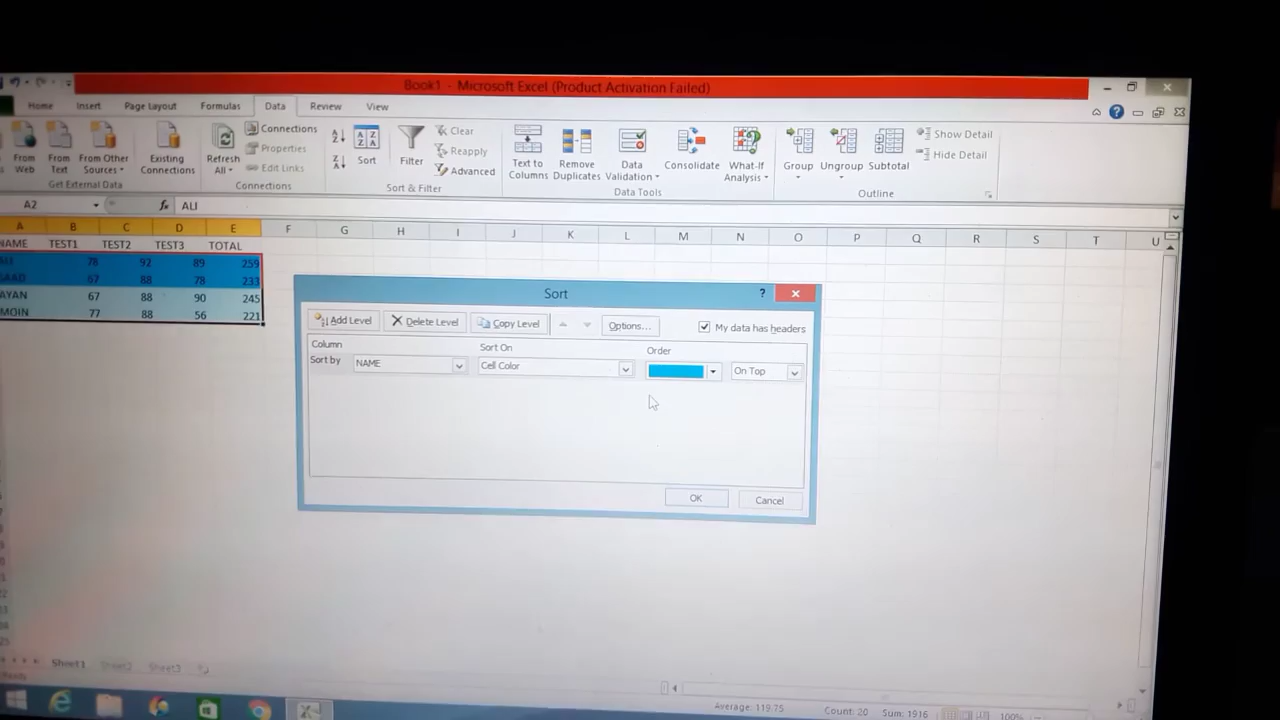 Book1 - Microsoft Excel (Product Activation Failed)
Home Insert Page Layout Formulas Data Review View
From Web
From Text
From Other Sources
Existing Connections
Get External Data
Refresh All
Connections
Properties
Edit Links
Connections
Sort
Filter
Clear
Reapply
Advanced
Sort & Filter
Text to Columns
Remove Duplicates
Data Validation
Consolidate
What-If Analysis
Data Tools
Group
Ungroup
Subtotal
Show Detail
Hide Detail
Outline
A2 fx ALI
A B C D E F G H I J K L M N O P Q R S T U
NAME TEST1 TEST2 TEST3 TOTAL
78 92 89 259
67 88 78 233
AYAN 67 88 90 245
MOIN 77 88 56 221
Sort ?
Add Level Delete Level Copy Level Options... My data has headers
Column Sort On Order
Sort by NAME Cell Color On Top
OK Cancel
Sheet1 Sheet2 Sheet3
Average: 119.75 Count: 20 Sum: 1916 100%